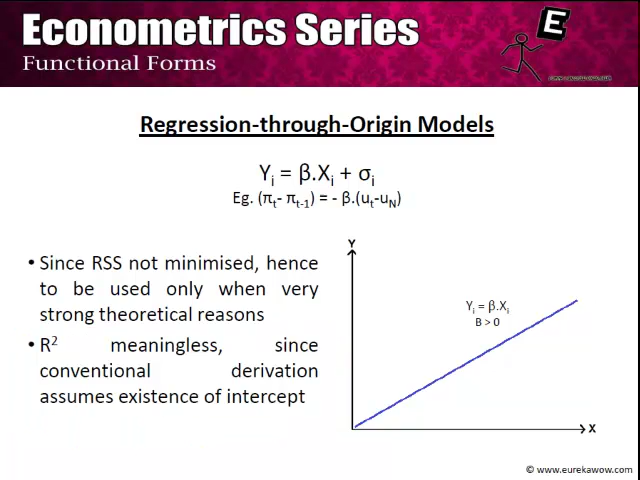 Econometrics Series
Functional Forms
E
Regression-through-Origin Models
Yᵢ = β.Xᵢ + σᵢ
Eg. (πₜ- πₜ₋₁) = - β.(uₜ-u_N)
• Since RSS not minimised, hence
to be used only when very
strong theoretical reasons
• R² meaningless, since
conventional derivation
assumes existence of intercept
Y
Yᵢ = β.Xᵢ
B > 0
X
© www.eurekawow.com